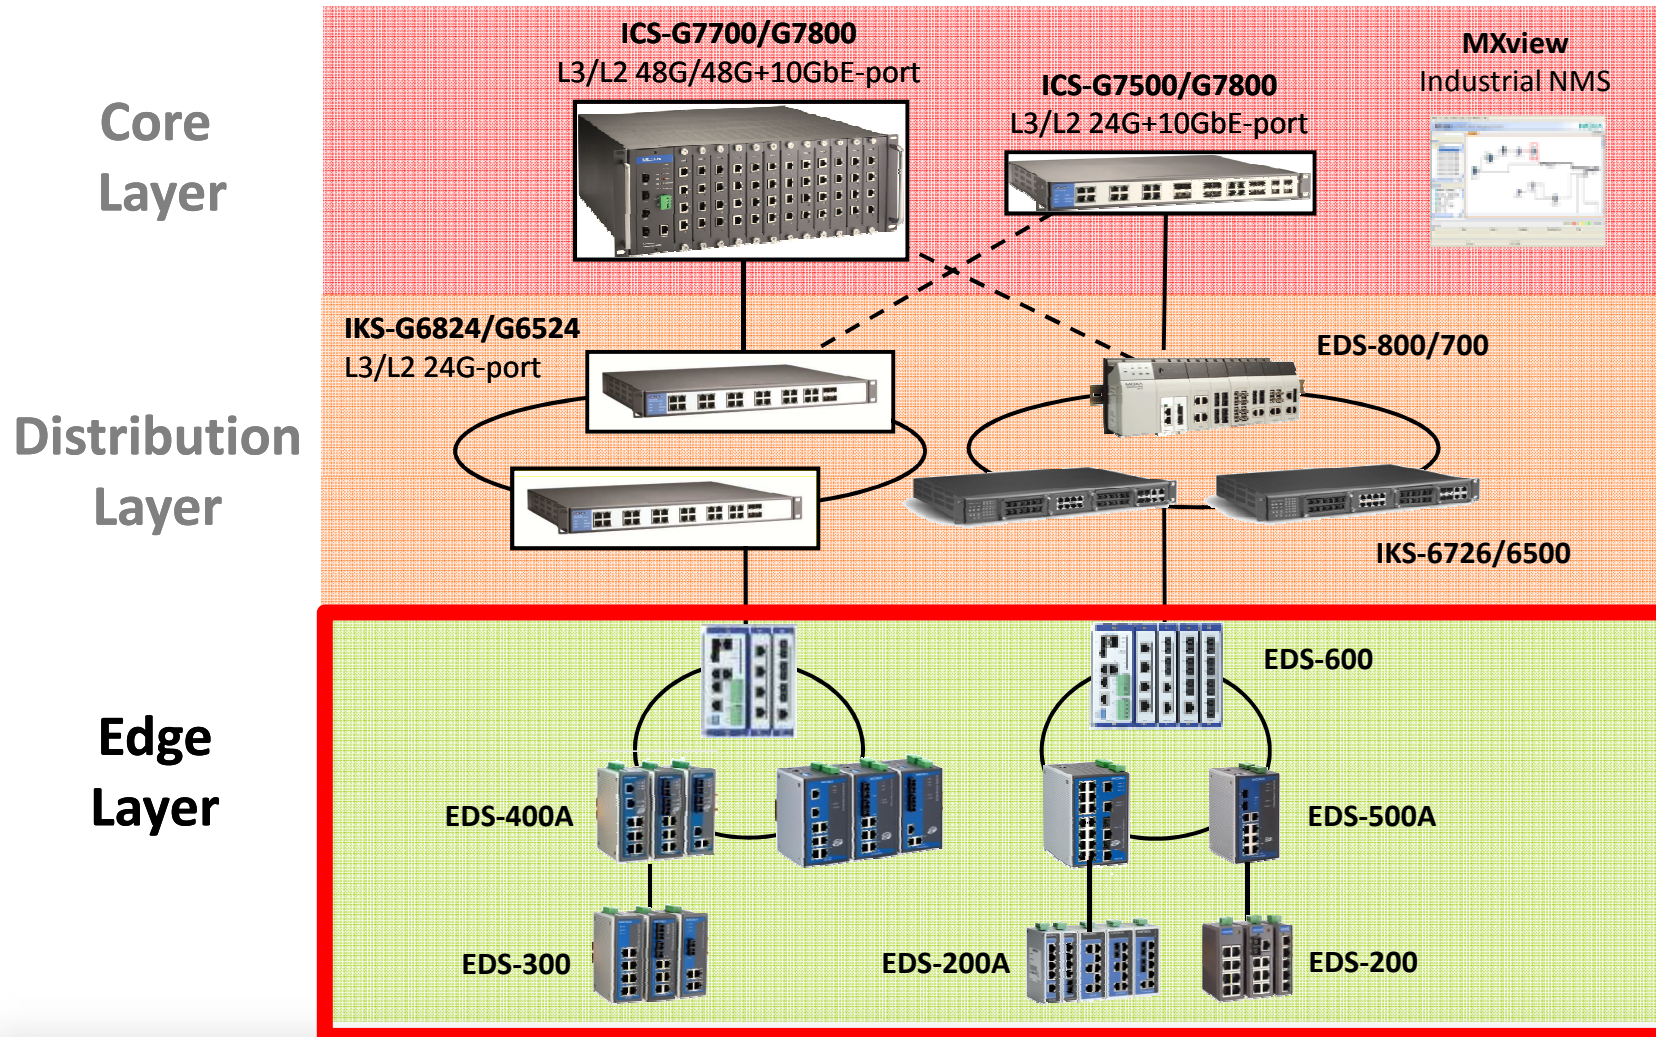 ICS-G7700/G7800
L3/L2 48G/48G+10GbE-port
MXview
Industrial NMS
ICS-G7500/G7800
L3/L2 24G+10GbE-port
Core
Layer
IKS-G6824/G6524
L3/L2 24G-port
EDS-800/700
Distribution
Layer
IKS-6726/6500
EDS-600
Edge
Layer
EDS-400A
EDS-500A
EDS-300
EDS-200A
EDS-200